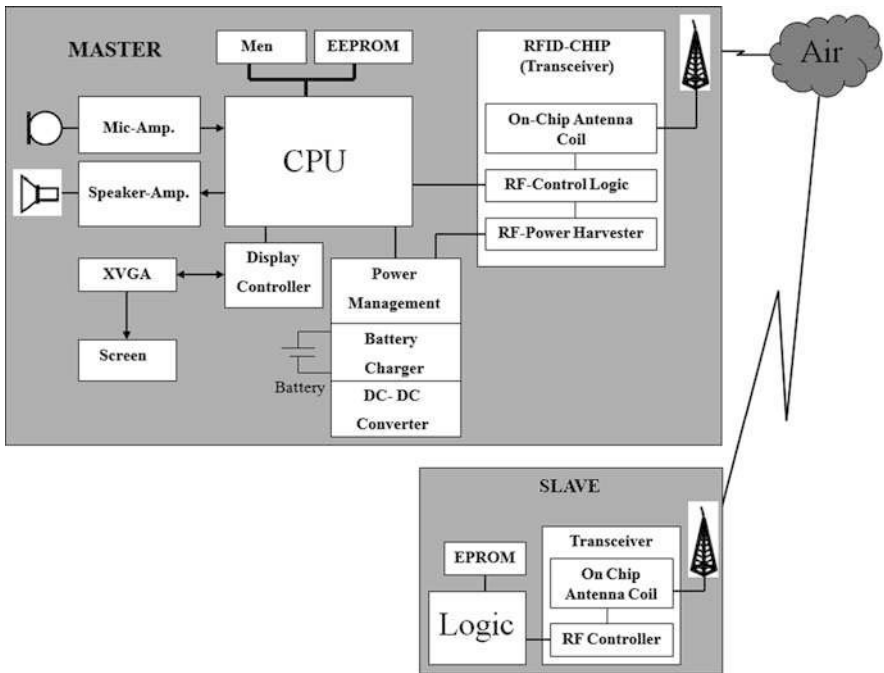 MASTER
Men
EEPROM
RFID-CHIP
(Transceiver)
Air
Mic-Amp.
CPU
On-Chip Antenna
Coil
Speaker-Amp.
RF-Control Logic
RF-Power Harvester
XVGA
Display
Controller
Power
Management
Screen
Battery
Charger
Battery
DC- DC
Converter
SLAVE
Transceiver
EPROM
On Chip
Antenna Coil
Logic
RF Controller